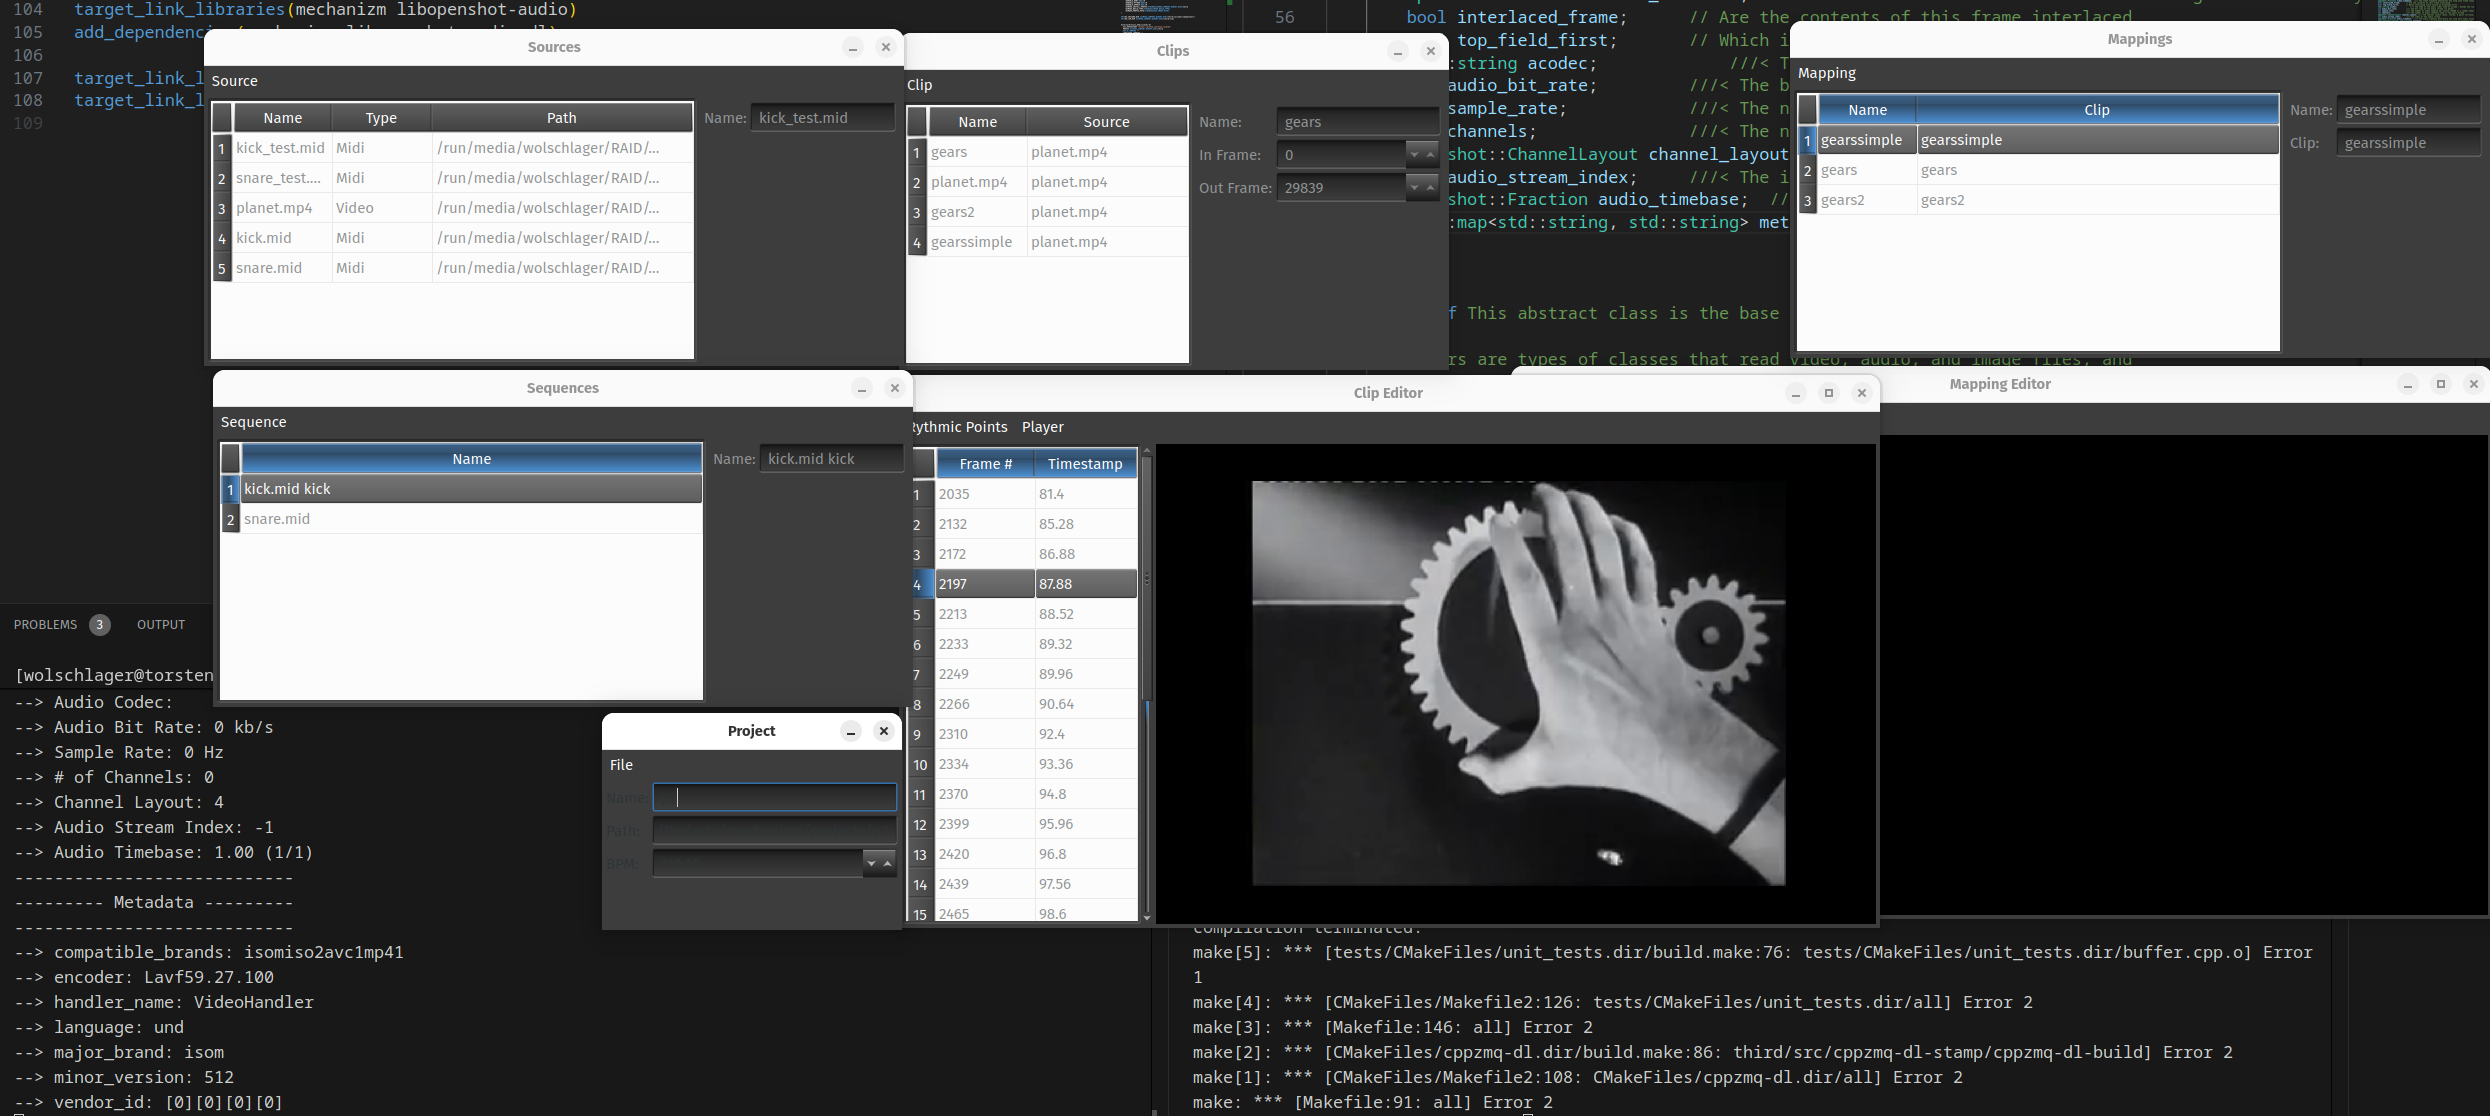 104 target_link_libraries(mechanizm libopenshot-audio)
105
106
107 target_link_l
108 target_link_l
109
56 bool interlaced_frame; // Are the contents of this frame interlaced
top_field_first; // Which i
:string acodec; ///< T
audio_bit_rate; ///< The b
sample_rate; ///< The n
channels; ///< The n
shot::ChannelLayout channel_layout
audio_stream_index; ///< The i
shot::Fraction audio_timebase; //
:map<std::string, std::string> met
f This abstract class is the base
rs are types of classes that read video, audio, and image files, and
Sources
Source
Name Type Path
1 kick_test.mid Midi /run/media/wolschlager/RAID/...
2 snare_test.... Midi /run/media/wolschlager/RAID/...
3 planet.mp4 Video /run/media/wolschlager/RAID/...
4 kick.mid Midi /run/media/wolschlager/RAID/...
5 snare.mid Midi /run/media/wolschlager/RAID/...
Name: kick_test.mid
Clips
Clip
Name Source
1 gears planet.mp4
2 planet.mp4 planet.mp4
3 gears2 planet.mp4
4 gearssimple planet.mp4
Name: gears
In Frame: 0
Out Frame: 29839
Mappings
Mapping
Name Clip
1 gearssimple gearssimple
2 gears gears
3 gears2 gears2
Name: gearssimple
Clip: gearssimple
Sequences
Sequence
Name
1 kick.mid kick
2 snare.mid
Name: kick.mid kick
Clip Editor
Rythmic Points Player
Frame # Timestamp
1 2035 81.4
2 2132 85.28
3 2172 86.88
4 2197 87.88
5 2213 88.52
6 2233 89.32
7 2249 89.96
8 2266 90.64
9 2310 92.4
10 2334 93.36
11 2370 94.8
12 2399 95.96
13 2420 96.8
14 2439 97.56
15 2465 98.6
Mapping Editor
Project
File
Name:
Path:
BPM:
PROBLEMS 3 OUTPUT
[wolschlager@torsten
--> Audio Codec:
--> Audio Bit Rate: 0 kb/s
--> Sample Rate: 0 Hz
--> # of Channels: 0
--> Channel Layout: 4
--> Audio Stream Index: -1
--> Audio Timebase: 1.00 (1/1)
----------------------------
--------- Metadata ---------
----------------------------
--> compatible_brands: isomiso2avc1mp41
--> encoder: Lavf59.27.100
--> handler_name: VideoHandler
--> language: und
--> major_brand: isom
--> minor_version: 512
--> vendor_id: [0][0][0][0]
compilation terminated.
make[5]: *** [tests/CMakeFiles/unit_tests.dir/build.make:76: tests/CMakeFiles/unit_tests.dir/buffer.cpp.o] Error
1
make[4]: *** [CMakeFiles/Makefile2:126: tests/CMakeFiles/unit_tests.dir/all] Error 2
make[3]: *** [Makefile:146: all] Error 2
make[2]: *** [CMakeFiles/cppzmq-dl.dir/build.make:86: third/src/cppzmq-dl-stamp/cppzmq-dl-build] Error 2
make[1]: *** [CMakeFiles/Makefile2:108: CMakeFiles/cppzmq-dl.dir/all] Error 2
make: *** [Makefile:91: all] Error 2